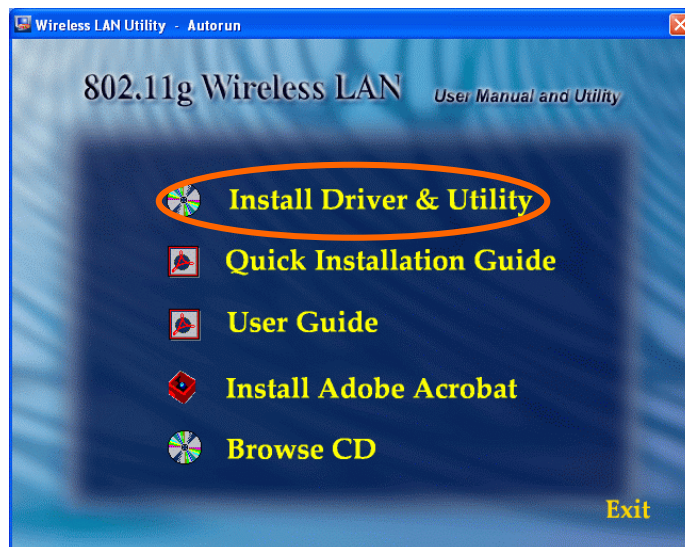 Wireless LAN Utility - Autorun
802.11g Wireless LAN User Manual and Utility
Install Driver & Utility
Quick Installation Guide
User Guide
Install Adobe Acrobat
Browse CD
Exit